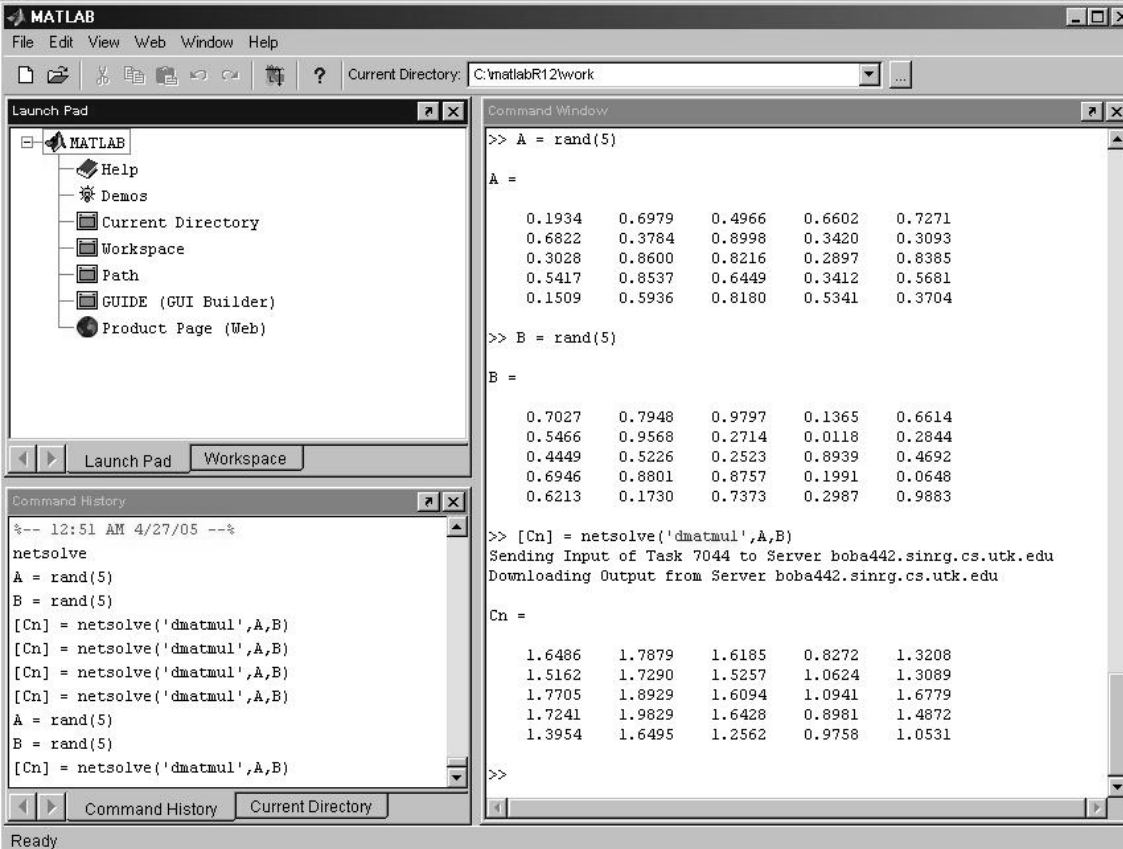 MATLAB
File Edit View Web Window Help
? Current Directory: C:\matlabR12\work ...
Launch Pad
MATLAB
Help
Demos
Current Directory
Workspace
Path
GUIDE (GUI Builder)
Product Page (Web)
Launch Pad Workspace
Command History
%-- 12:51 AM 4/27/05 --%
netsolve
A = rand(5)
B = rand(5)
[Cn] = netsolve('dmatmul',A,B)
[Cn] = netsolve('dmatmul',A,B)
[Cn] = netsolve('dmatmul',A,B)
[Cn] = netsolve('dmatmul',A,B)
A = rand(5)
B = rand(5)
[Cn] = netsolve('dmatmul',A,B)
Command History Current Directory
Command Window
>> A = rand(5)
A =
0.1934 0.6979 0.4966 0.6602 0.7271
0.6822 0.3784 0.8998 0.3420 0.3093
0.3028 0.8600 0.8216 0.2897 0.8385
0.5417 0.8537 0.6449 0.3412 0.5681
0.1509 0.5936 0.8180 0.5341 0.3704
>> B = rand(5)
B =
0.7027 0.7948 0.9797 0.1365 0.6614
0.5466 0.9568 0.2714 0.0118 0.2844
0.4449 0.5226 0.2523 0.8939 0.4692
0.6946 0.8801 0.8757 0.1991 0.0648
0.6213 0.1730 0.7373 0.2987 0.9883
>> [Cn] = netsolve('dmatmul',A,B)
Sending Input of Task 7044 to Server boba442.sinrg.cs.utk.edu
Downloading Output from Server boba442.sinrg.cs.utk.edu
Cn =
1.6486 1.7879 1.6185 0.8272 1.3208
1.5162 1.7290 1.5257 1.0624 1.3089
1.7705 1.8929 1.6094 1.0941 1.6779
1.7241 1.9829 1.6428 0.8981 1.4872
1.3954 1.6495 1.2562 0.9758 1.0531
>>
Ready